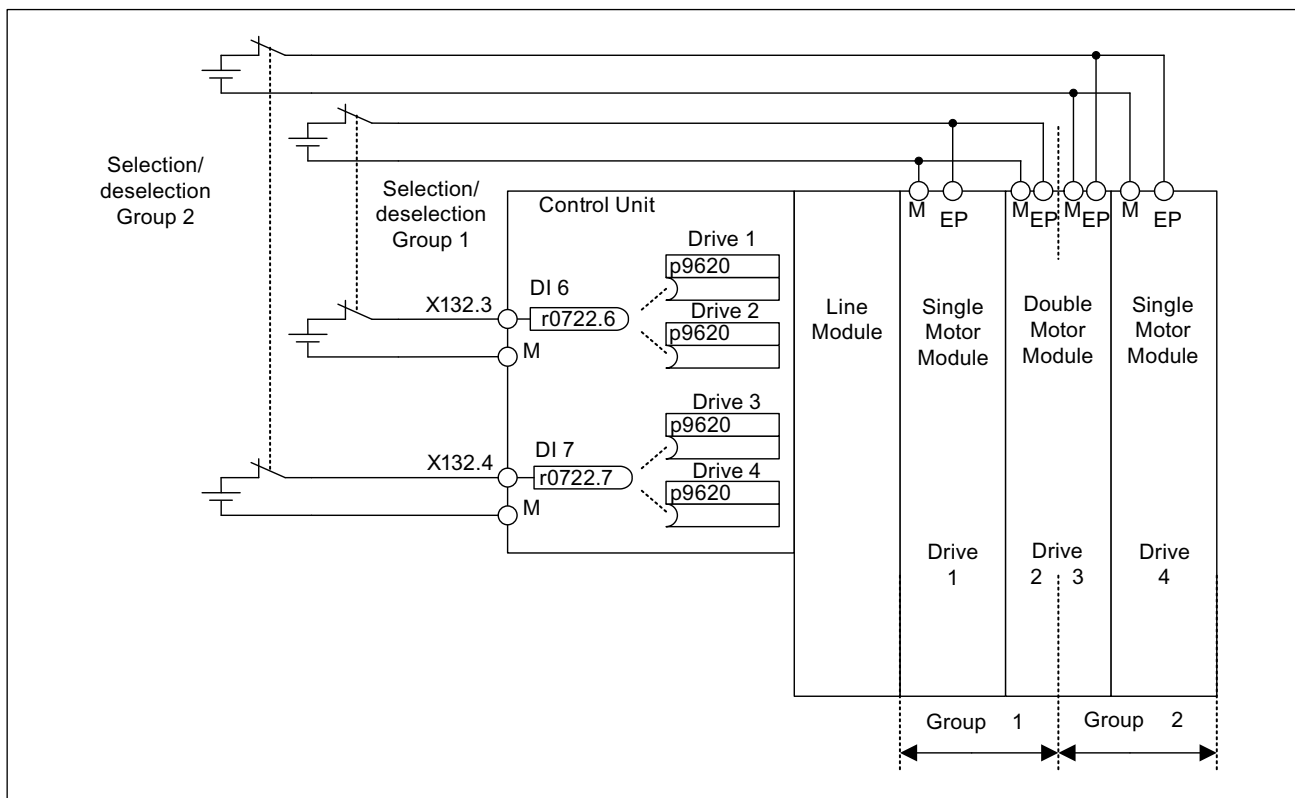 Selection/
deselection
Group 2
Selection/
deselection
Group 1
Control Unit
X132.3
DI 6
r0722.6
M
Drive 1
p9620
Drive 2
p9620
X132.4
DI 7
r0722.7
M
Drive 3
p9620
Drive 4
p9620
Line
Module
M
EP
Single
Motor
Module
Drive
1
M
EP
M
EP
Double
Motor
Module
Drive
2 3
M
EP
Single
Motor
Module
Drive
4
Group 1
Group 2